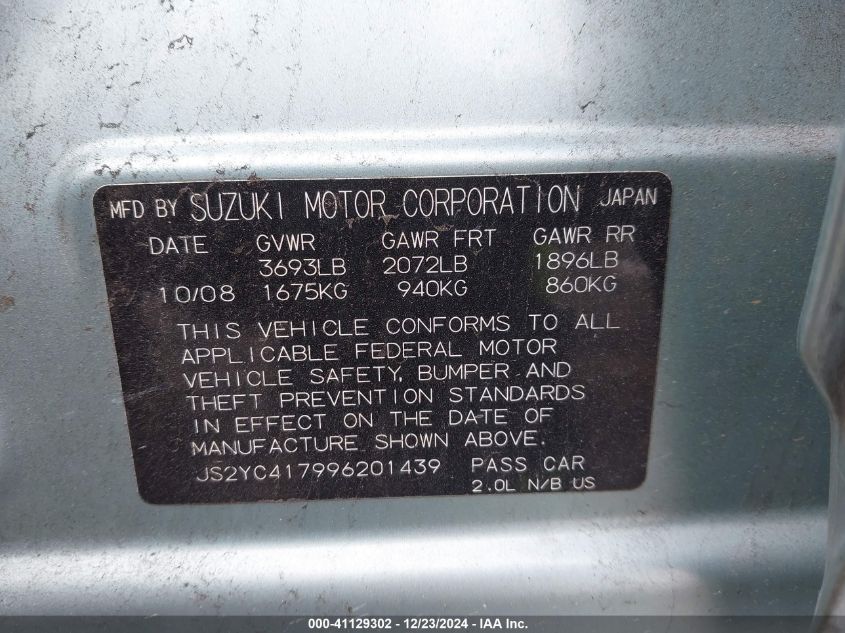 MFD BY SUZUKI MOTOR CORPORATION JAPAN
DATE GVWR GAWR FRT GAWR RR
3693LB 2072LB 1896LB
10/08 1675KG 940KG 860KG
THIS VEHICLE CONFORMS TO ALL
APPLICABLE FEDERAL MOTOR
VEHICLE SAFETY, BUMPER AND
THEFT PREVENTION STANDARDS
IN EFFECT ON THE DATE OF
MANUFACTURE SHOWN ABOVE.
JS2YC417996201439 PASS CAR
2.0L N/B US
000-41129302 - 12/23/2024 - IAA Inc.